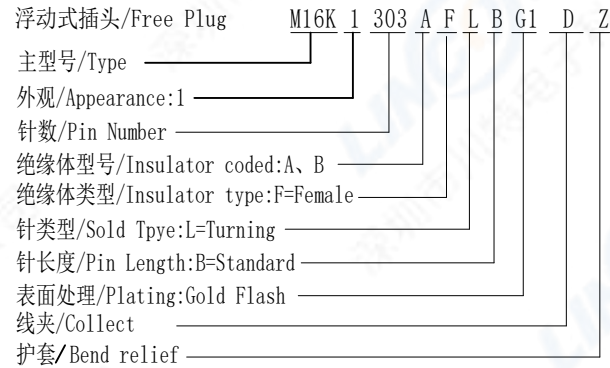 浮动式插头/Free Plug M16K 1 303 A F L B G1 D Z
主型号/Type
外观/Appearance:1
针数/Pin Number
绝缘体型号/Insulator coded:A、B
绝缘体类型/Insulator type:F=Female
针类型/Sold Tpye:L=Turning
针长度/Pin Length:B=Standard
表面处理/Plating:Gold Flash
线夹/Collect
护套/Bend relief